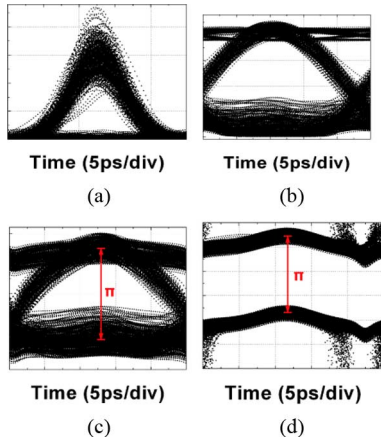 Time (5ps/div) Time (5ps/div)
(a) (b)
π π
Time (5ps/div) Time (5ps/div)
(c) (d)